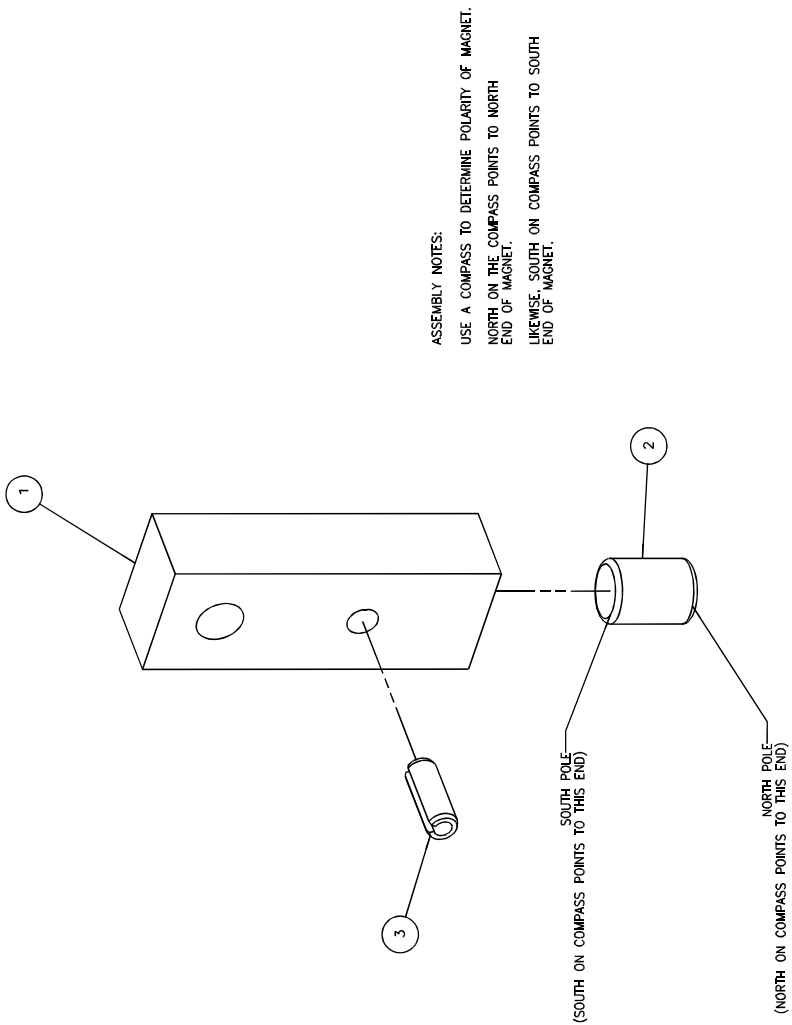 ASSEMBLY NOTES:
USE A COMPASS TO DETERMINE POLARITY OF MAGNET.
NORTH ON THE COMPASS POINTS TO NORTH
END OF MAGNET.
LIKEWISE, SOUTH ON COMPASS POINTS TO SOUTH
END OF MAGNET.
1
2
3
SOUTH POLE
(SOUTH ON COMPASS POINTS TO THIS END)
NORTH POLE
(NORTH ON COMPASS POINTS TO THIS END)